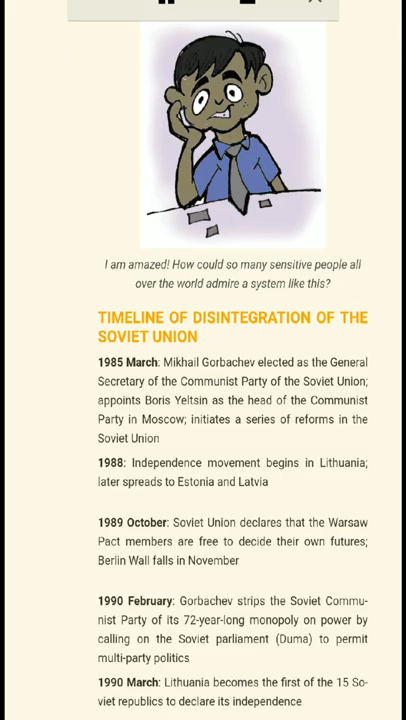 I am amazed! How could so many sensitive people all
over the world admire a system like this?
TIMELINE OF DISINTEGRATION OF THE
SOVIET UNION
1985 March: Mikhail Gorbachev elected as the General
Secretary of the Communist Party of the Soviet Union;
appoints Boris Yeltsin as the head of the Communist
Party in Moscow; initiates a series of reforms in the
Soviet Union
1988: Independence movement begins in Lithuania;
later spreads to Estonia and Latvia
1989 October: Soviet Union declares that the Warsaw
Pact members are free to decide their own futures;
Berlin Wall falls in November
1990 February: Gorbachev strips the Soviet Commu-
nist Party of its 72-year-long monopoly on power by
calling on the Soviet parliament (Duma) to permit
multi-party politics
1990 March: Lithuania becomes the first of the 15 So-
viet republics to declare its independence